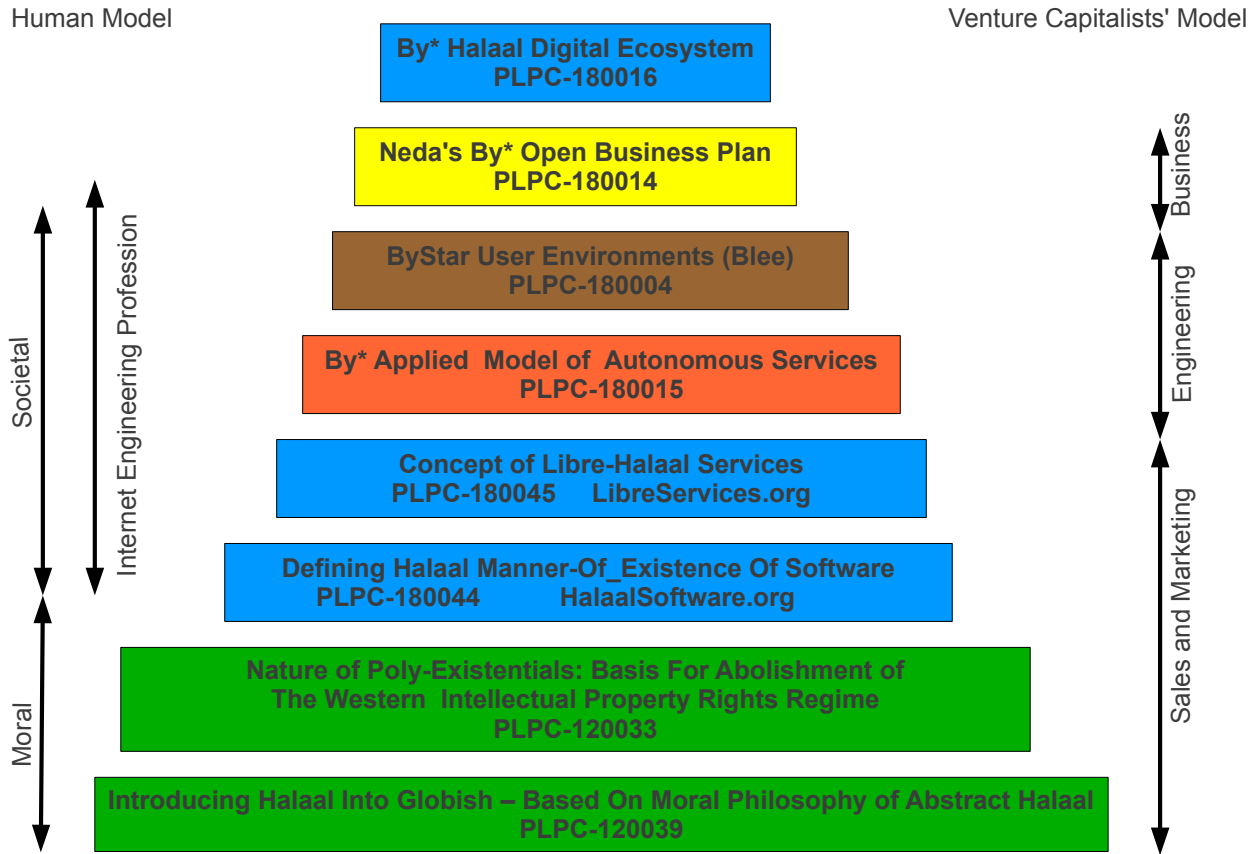 Human Model
Venture Capitalists' Model
By* Halaal Digital Ecosystem
PLPC-180016
Neda's By* Open Business Plan
PLPC-180014
ByStar User Environments (Blee)
PLPC-180004
By* Applied Model of Autonomous Services
PLPC-180015
Concept of Libre-Halaal Services
PLPC-180045 LibreServices.org
Defining Halaal Manner-Of_Existence Of Software
PLPC-180044 HalaalSoftware.org
Nature of Poly-Existentials: Basis For Abolishment of
The Western Intellectual Property Rights Regime
PLPC-120033
Introducing Halaal Into Globish – Based On Moral Philosophy of Abstract Halaal
PLPC-120039
Societal
Moral
Internet Engineering Profession
Business
Engineering
Sales and Marketing